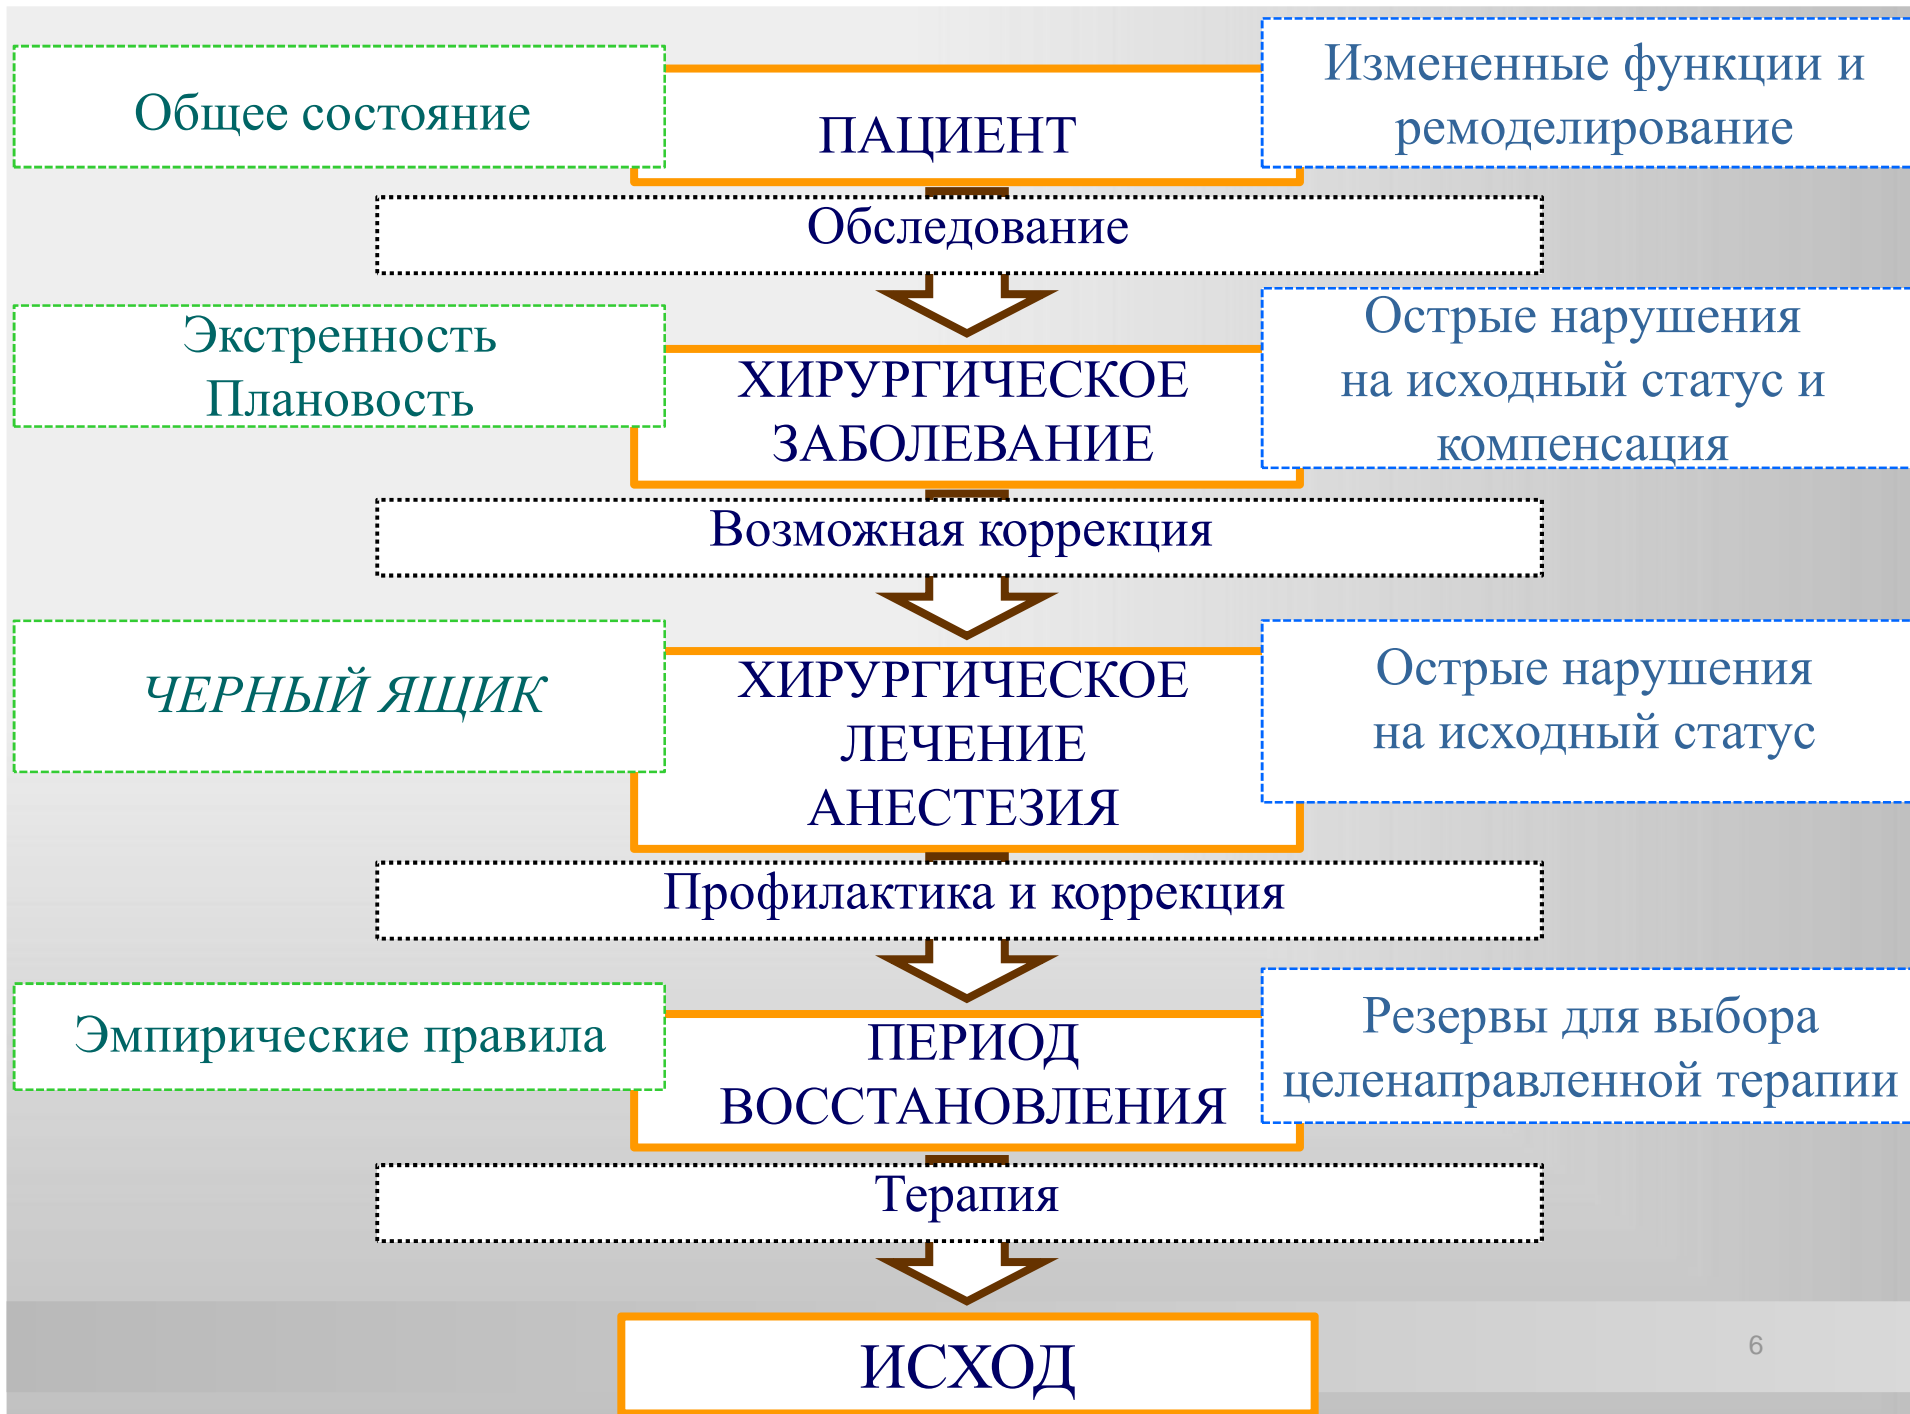 Общее состояние
ПАЦИЕНТ
Измененные функции и
ремоделирование
Обследование
Экстренность
Плановость
ХИРУРГИЧЕСКОЕ
ЗАБОЛЕВАНИЕ
Острые нарушения
на исходный статус и
компенсация
Возможная коррекция
ЧЕРНЫЙ ЯЩИК
ХИРУРГИЧЕСКОЕ
ЛЕЧЕНИЕ
АНЕСТЕЗИЯ
Острые нарушения
на исходный статус
Профилактика и коррекция
Эмпирические правила
ПЕРИОД
ВОССТАНОВЛЕНИЯ
Резервы для выбора
целенаправленной терапии
Терапия
ИСХОД
6